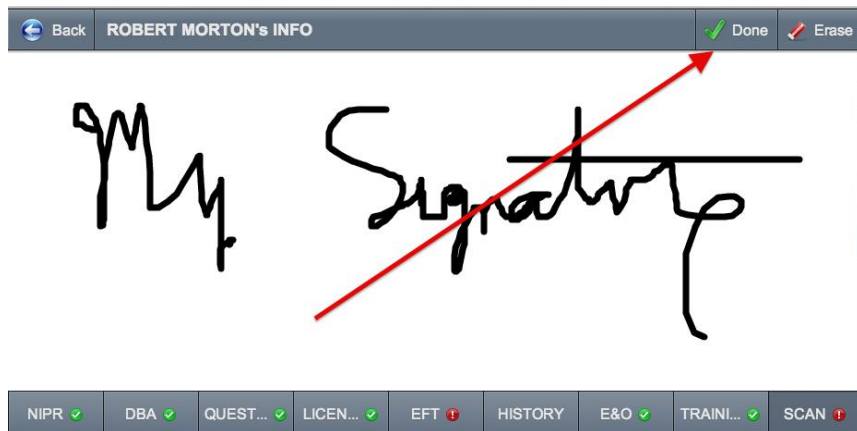 Back ROBERT MORTON's INFO Done Erase
My Signature
NIPR DBA QUEST... LICEN... EFT HISTORY E&O TRAINI... SCAN